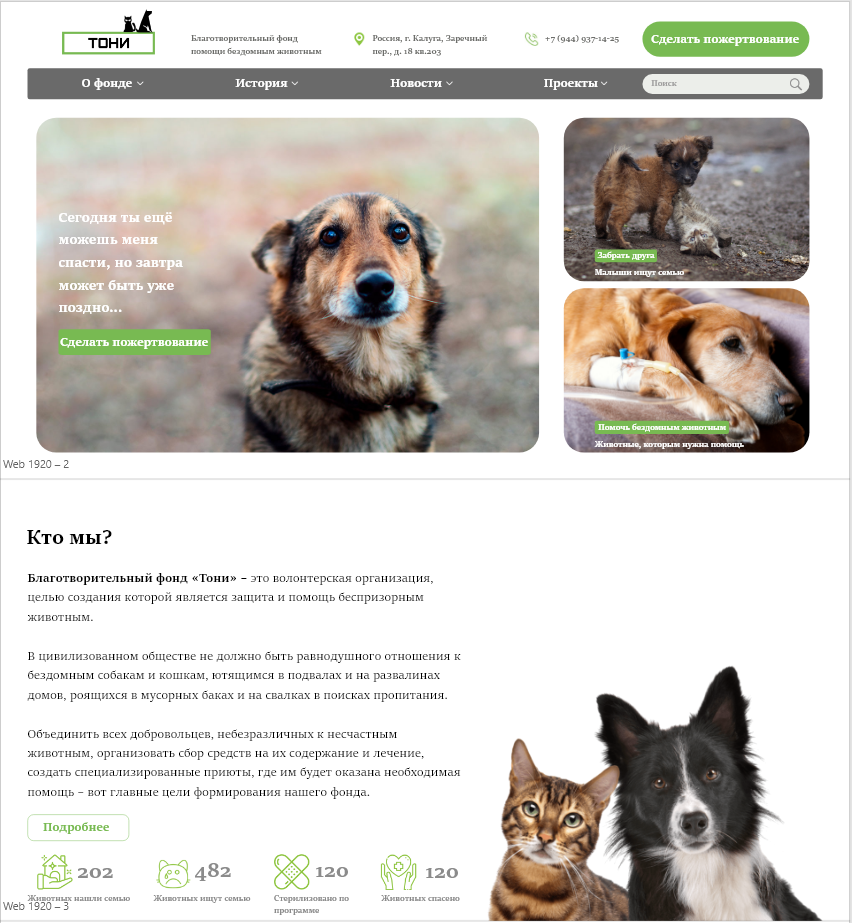 ТОНИ
Благотворительный фонд
помощи бездомным животным
Россия, г. Калуга, Заречный
пер., д. 18 кв.203
+7 (944) 937-14-25
Сделать пожертвование
О фонде
История
Новости
Проекты
Поиск
Сегодня ты ещё
можешь меня
спасти, но завтра
может быть уже
поздно...
Сделать пожертвование
Забрать друга
Малыши ищут семью
Помочь бездомным животным
Животные, которым нужна помощь
Web 1920 – 2
Кто мы?
Благотворительный фонд «Тони» – это волонтерская организация,
целью создания которой является защита и помощь беспризорным
животным.
В цивилизованном обществе не должно быть равнодушного отношения к
бездомным собакам и кошкам, ютящимся в подвалах и на развалинах
домов, роящихся в мусорных баках и на свалках в поисках пропитания.
Объединить всех добровольцев, небезразличных к несчастным
животным, организовать сбор средств на их содержание и лечение,
создать специализированные приюты, где им будет оказана необходимая
помощь – вот главные цели формирования нашего фонда.
Подробнее
202
Животных нашли семью
482
Животных ищут семью
120
Стерилизовано по
программе
120
Животных спасено
Web 1920 – 3